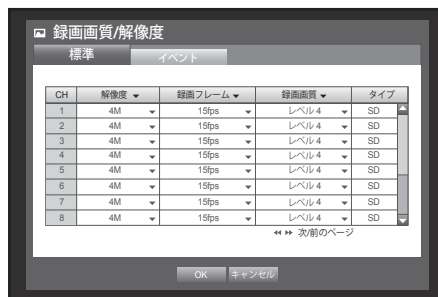 録画画質/解像度
標準 イベント
CH 解像度 録画フレーム 録画画質 タイプ
1 4M 15fps レベル 4 SD
2 4M 15fps レベル 4 SD
3 4M 15fps レベル 4 SD
4 4M 15fps レベル 4 SD
5 4M 15fps レベル 4 SD
6 4M 15fps レベル 4 SD
7 4M 15fps レベル 4 SD
8 4M 15fps レベル 4 SD
次/前のページ
OK キャンセル